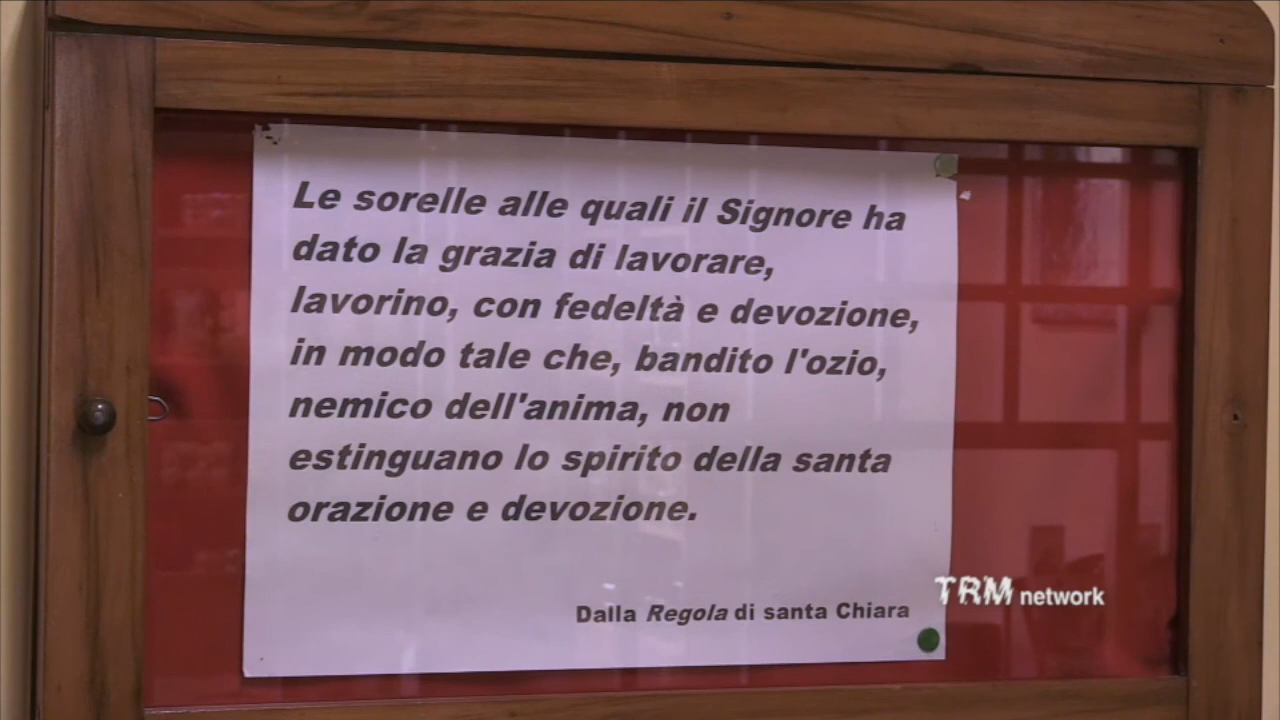 Le sorelle alle quali il Signore ha
dato la grazia di lavorare,
lavorino, con fedeltà e devozione,
in modo tale che, bandito l'ozio,
nemico dell'anima, non
estinguano lo spirito della santa
orazione e devozione.
Dalla Regola di santa Chiara
TRM network